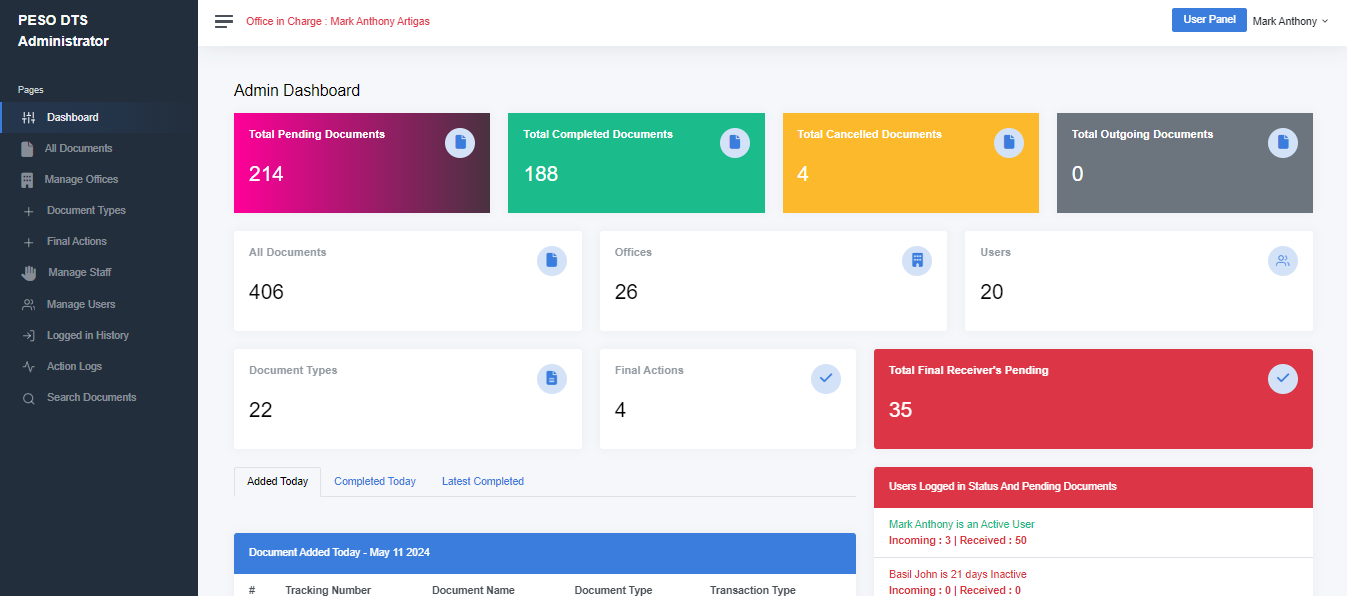 PESO DTS
Administrator
Pages
Dashboard
All Documents
Manage Offices
Document Types
Final Actions
Manage Staff
Manage Users
Logged in History
Action Logs
Search Documents
Office in Charge : Mark Anthony Artigas
User Panel
Mark Anthony
Admin Dashboard
Total Pending Documents
214
Total Completed Documents
188
Total Cancelled Documents
4
Total Outgoing Documents
0
All Documents
406
Offices
26
Users
20
Document Types
22
Final Actions
4
Total Final Receiver's Pending
35
Added Today
Completed Today
Latest Completed
Document Added Today - May 11 2024
# Tracking Number Document Name Document Type Transaction Type
Users Logged in Status And Pending Documents
Mark Anthony is an Active User
Incoming : 3 | Received : 50
Basil John is 21 days Inactive
Incoming : 0 | Received : 0